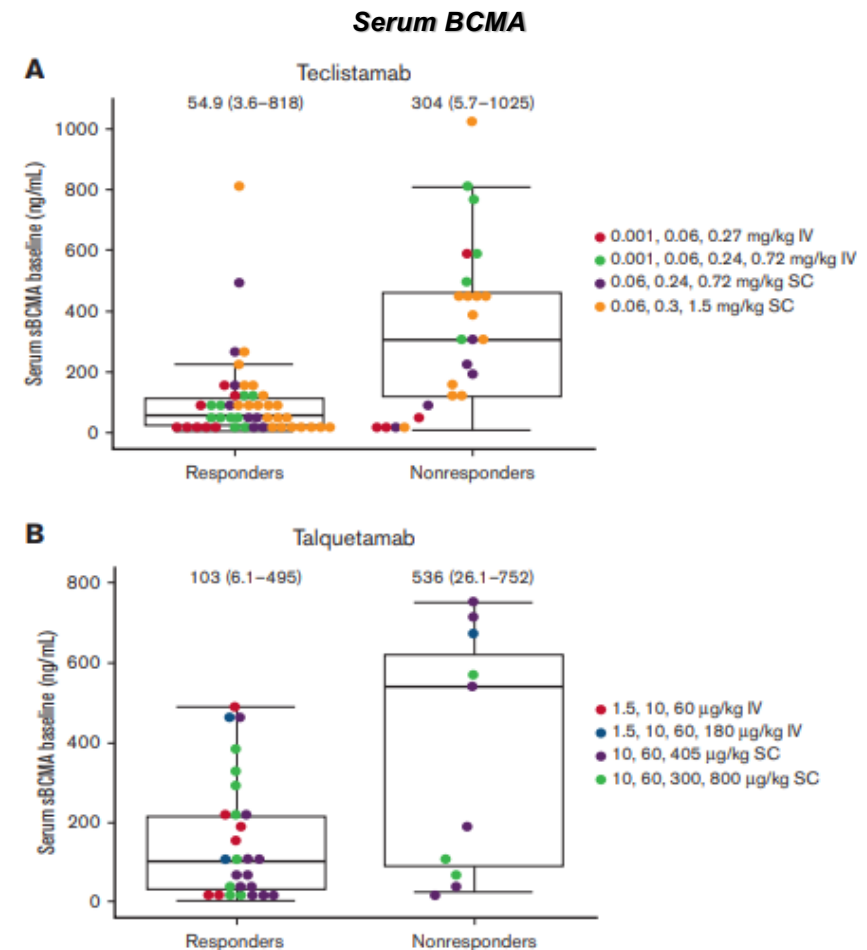 Serum BCMA
A
Teclistamab
54.9 (3.6–818)
304 (5.7–1025)
Serum sBCMA baseline (ng/mL)
1000
800
600
400
200
0
Responders
Nonresponders
0.001, 0.06, 0.27 mg/kg IV
0.001, 0.06, 0.24, 0.72 mg/kg IV
0.06, 0.24, 0.72 mg/kg SC
0.06, 0.3, 1.5 mg/kg SC
B
Talquetamab
103 (6.1–495)
536 (26.1–752)
Serum sBCMA baseline (ng/mL)
800
600
400
200
0
Responders
Nonresponders
1.5, 10, 60 μg/kg IV
1.5, 10, 60, 180 μg/kg IV
10, 60, 405 μg/kg SC
10, 60, 300, 800 μg/kg SC